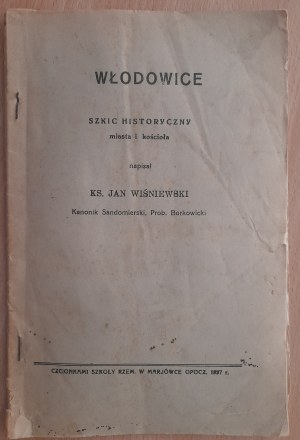 WŁODOWICE
SZKIC HISTORYCZNY
miasta i kościoła
napisał
KS. JAN WIŚNIEWSKI
Kanonik Sandomierski, Prob. Borkowicki
CZCIONKAMI SZKOŁY RZEM. W MARJÓWCE OPOCZ. 1937 r.